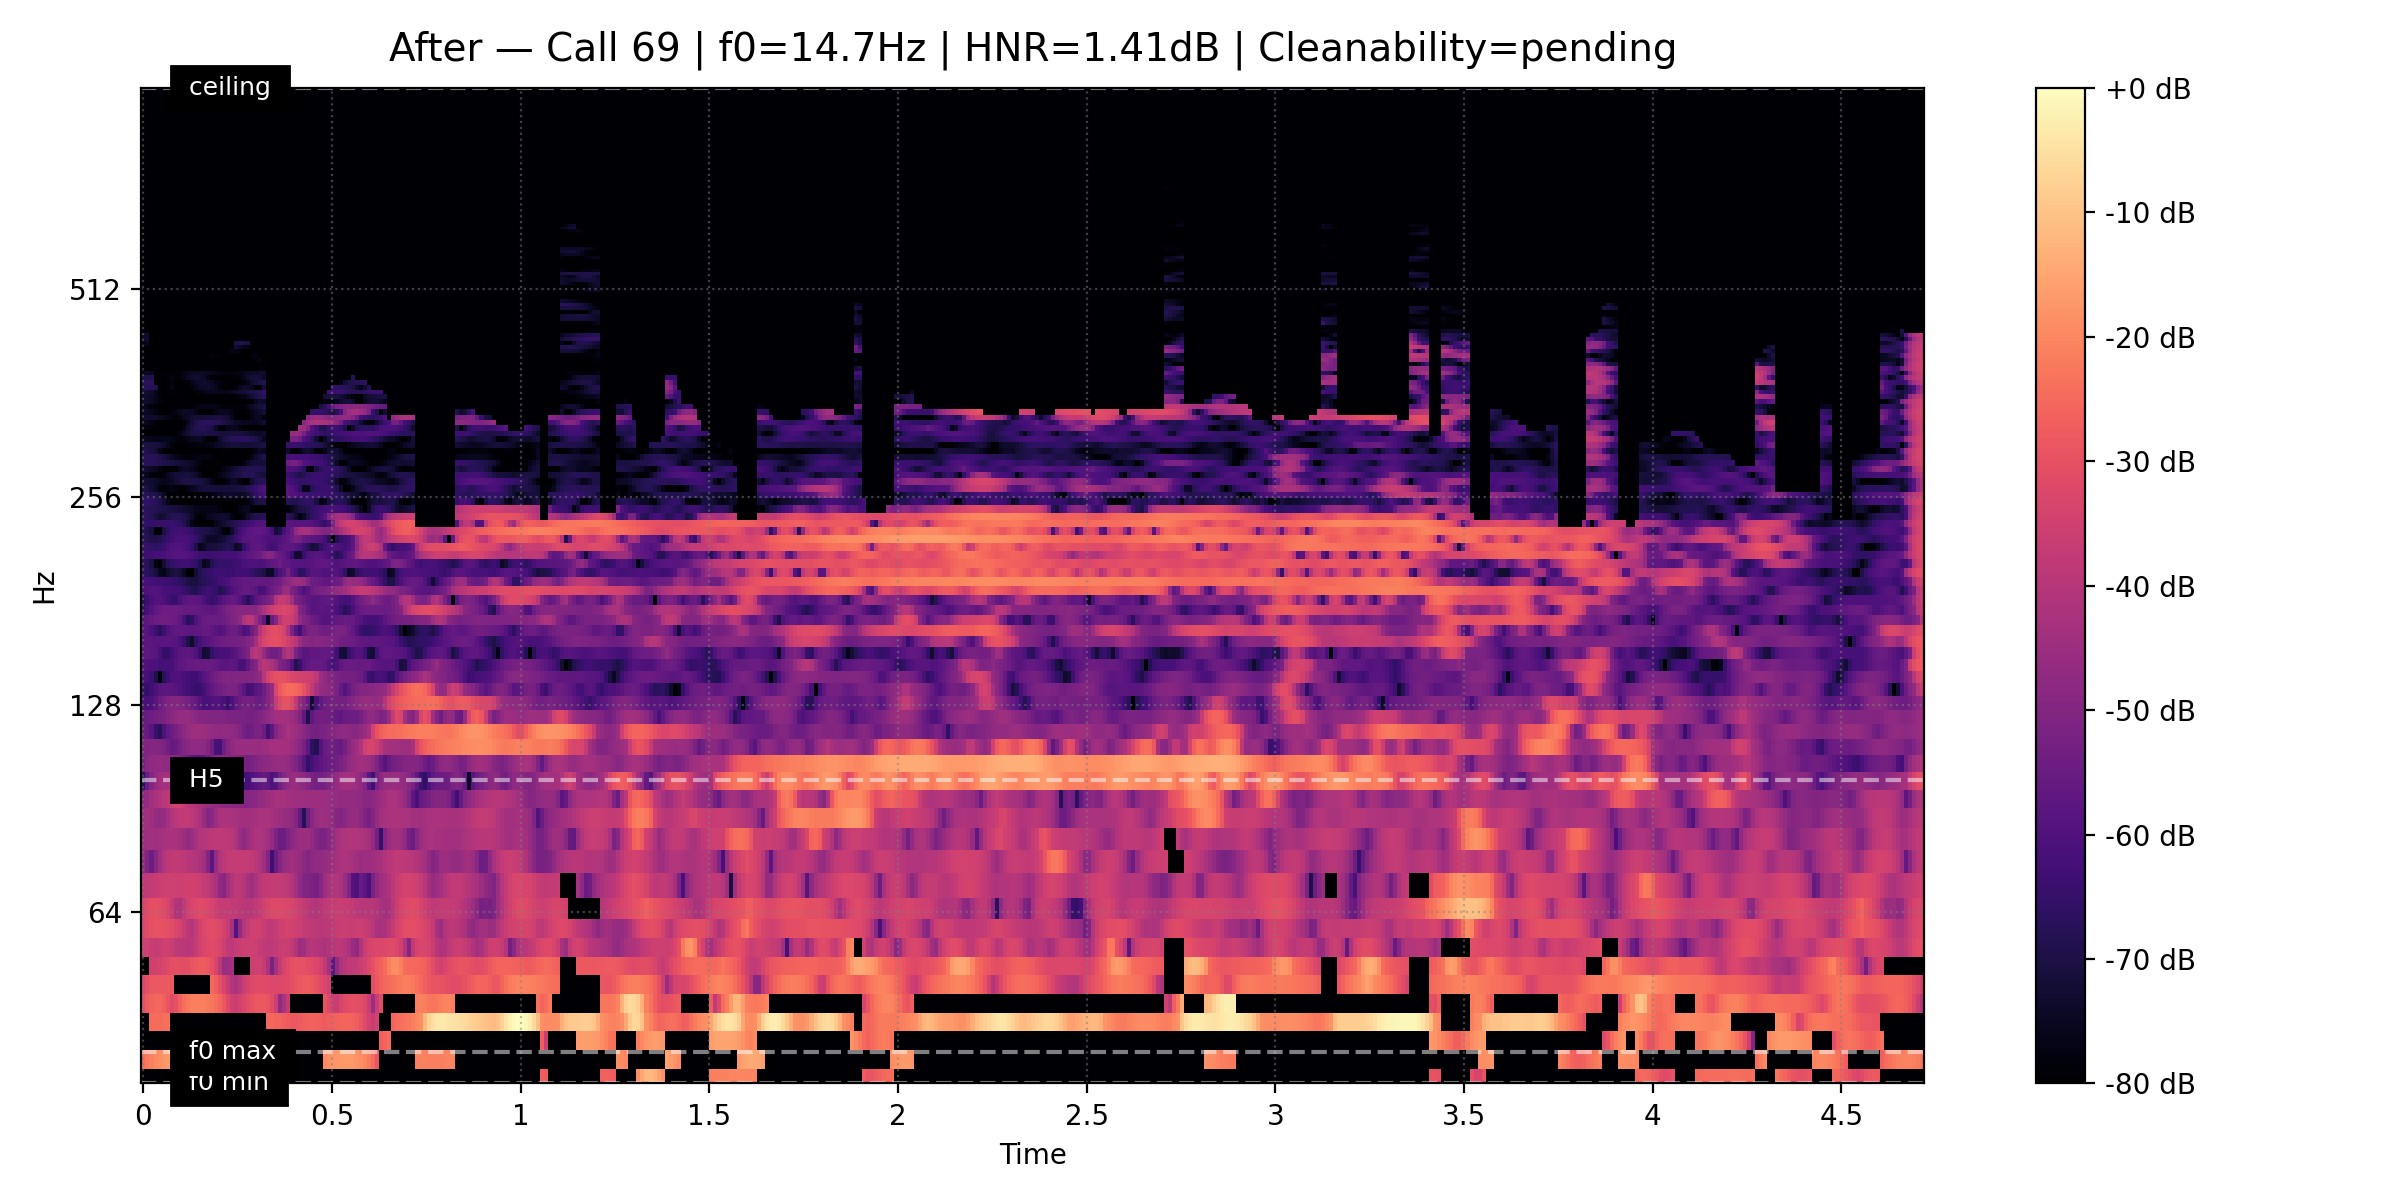 After — Call 69 | f0=14.7Hz | HNR=1.41dB | Cleanability=pending
ceiling
+0 dB
-10 dB
-20 dB
-30 dB
-40 dB
-50 dB
-60 dB
-70 dB
-80 dB
512
256
128
64
Hz
H5
f0 max
f0 min
0
0.5
1
1.5
2
2.5
3
3.5
4
4.5
Time